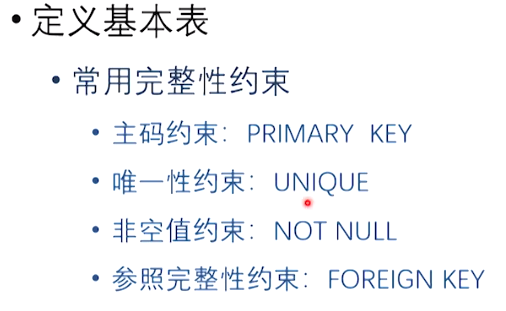 • 定义基本表
• 常用完整性约束
• 主码约束：PRIMARY KEY
• 唯一性约束：UNIQUE
• 非空值约束：NOT NULL
• 参照完整性约束：FOREIGN KEY